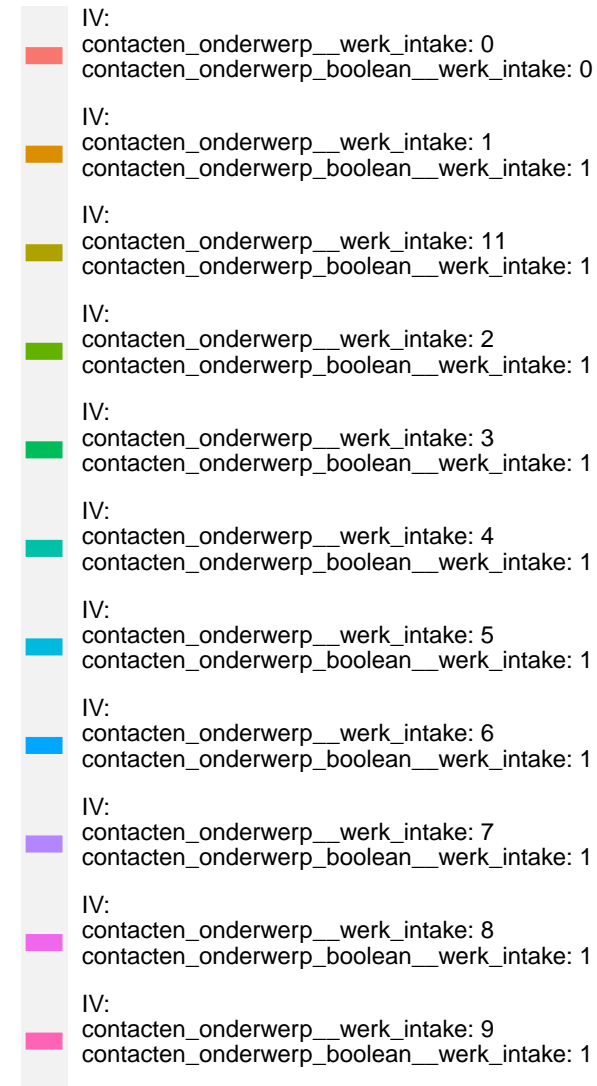 IV:
contacten_onderwerp__werk_intake: 0
contacten_onderwerp_boolean__werk_intake: 0
IV:
contacten_onderwerp__werk_intake: 1
contacten_onderwerp_boolean__werk_intake: 1
IV:
contacten_onderwerp__werk_intake: 11
contacten_onderwerp_boolean__werk_intake: 1
IV:
contacten_onderwerp__werk_intake: 2
contacten_onderwerp_boolean__werk_intake: 1
IV:
contacten_onderwerp__werk_intake: 3
contacten_onderwerp_boolean__werk_intake: 1
IV:
contacten_onderwerp__werk_intake: 4
contacten_onderwerp_boolean__werk_intake: 1
IV:
contacten_onderwerp__werk_intake: 5
contacten_onderwerp_boolean__werk_intake: 1
IV:
contacten_onderwerp__werk_intake: 6
contacten_onderwerp_boolean__werk_intake: 1
IV:
contacten_onderwerp__werk_intake: 7
contacten_onderwerp_boolean__werk_intake: 1
IV:
contacten_onderwerp__werk_intake: 8
contacten_onderwerp_boolean__werk_intake: 1
IV:
contacten_onderwerp__werk_intake: 9
contacten_onderwerp_boolean__werk_intake: 1